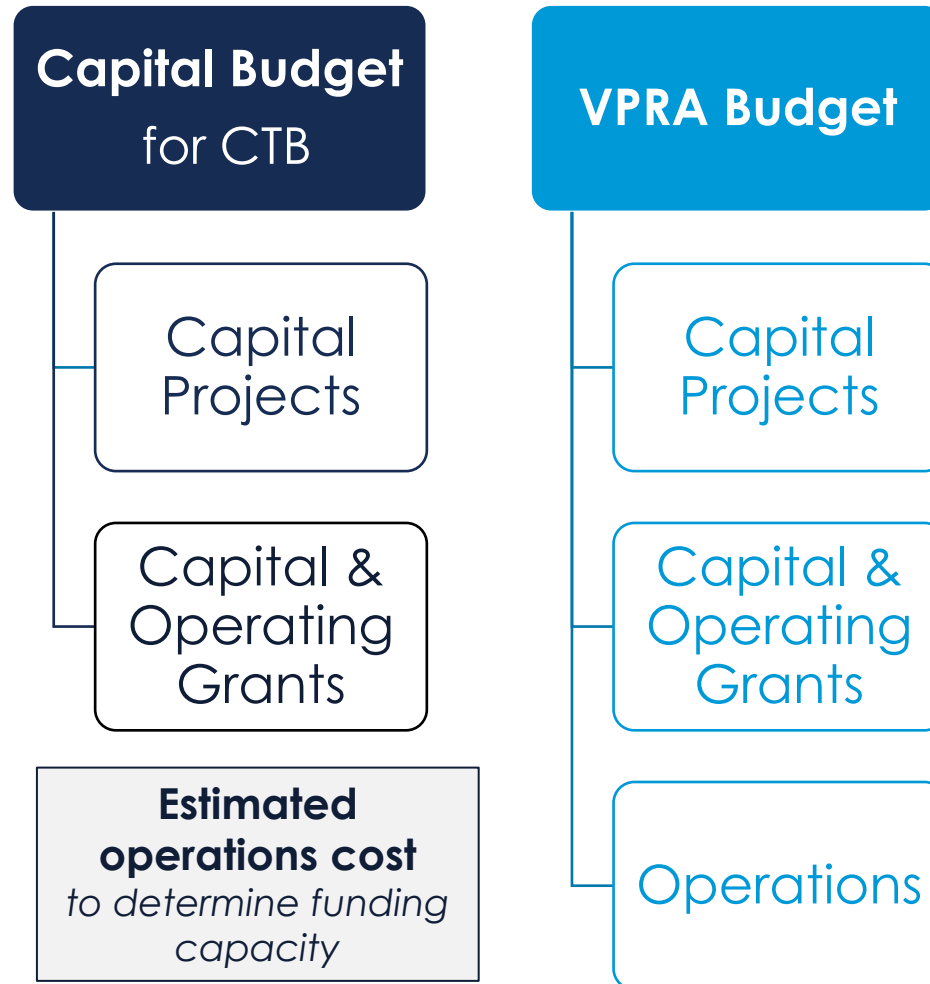 Capital Budget
for CTB
Capital
Projects
Capital &
Operating
Grants
Estimated
operations cost
to determine funding
capacity
VPRA Budget
Capital
Projects
Capital &
Operating
Grants
Operations